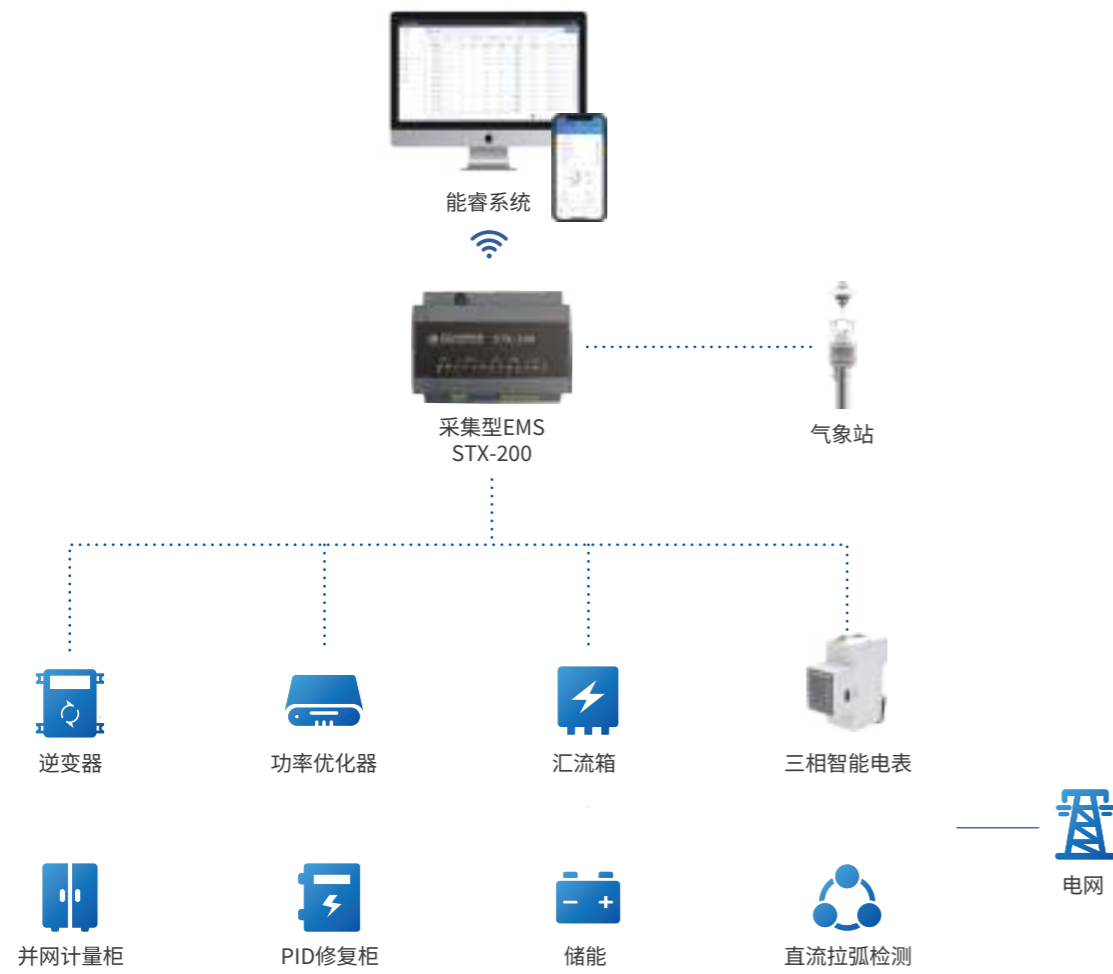 能睿系统
采集型EMS
STX-200
气象站
逆变器
功率优化器
汇流箱
三相智能电表
并网计量柜
PID修复柜
储能
直流拉弧检测
电网